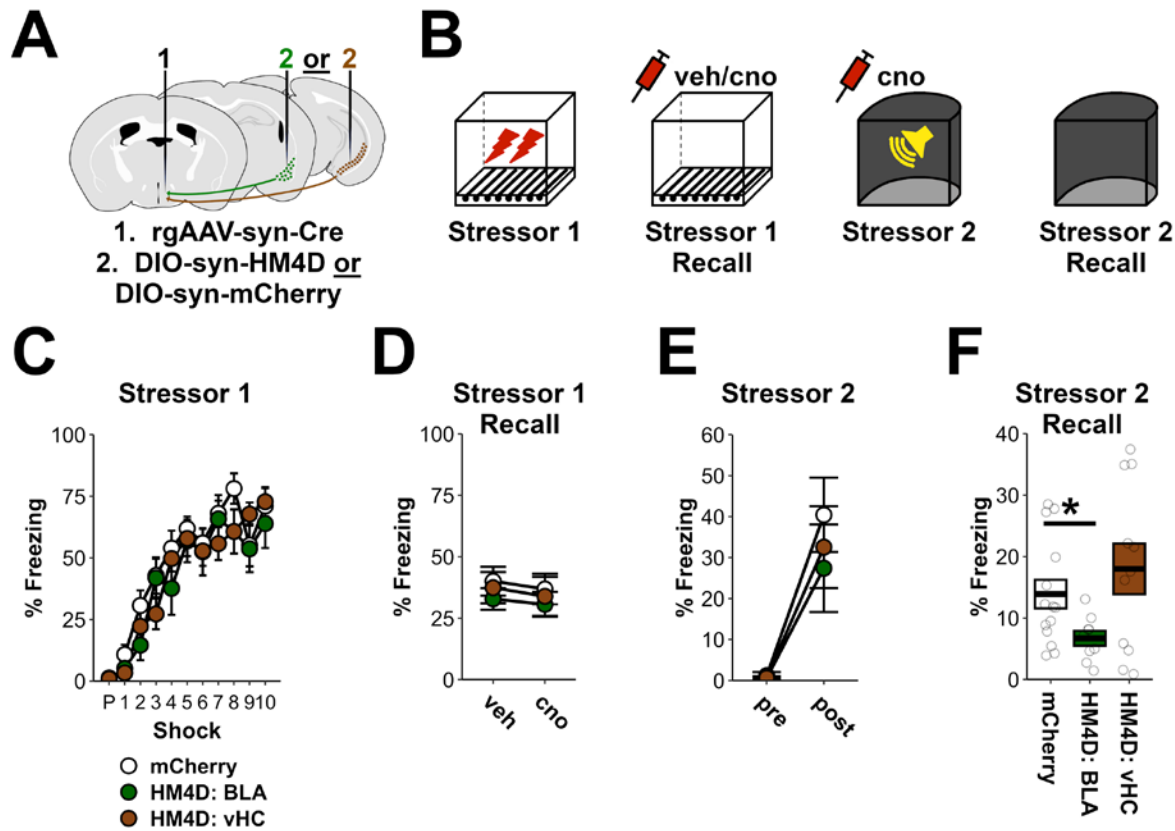 A
1
2 or 2
1. rgAAV-syn-Cre
2. DIO-syn-HM4D or
DIO-syn-mCherry
B
veh/cno
cno
Stressor 1
Stressor 1
Recall
Stressor 2
Stressor 2
Recall
C
Stressor 1
% Freezing
100
75
50
25
0
P 1 2 3 4 5 6 7 8 9 10
Shock
mCherry
HM4D: BLA
HM4D: vHC
D
Stressor 1
Recall
% Freezing
100
75
50
25
0
veh
cno
E
Stressor 2
% Freezing
60
50
40
30
20
10
0
pre
post
F
Stressor 2
Recall
% Freezing
40
30
20
10
0
*
mCherry
HM4D: BLA
HM4D: vHC